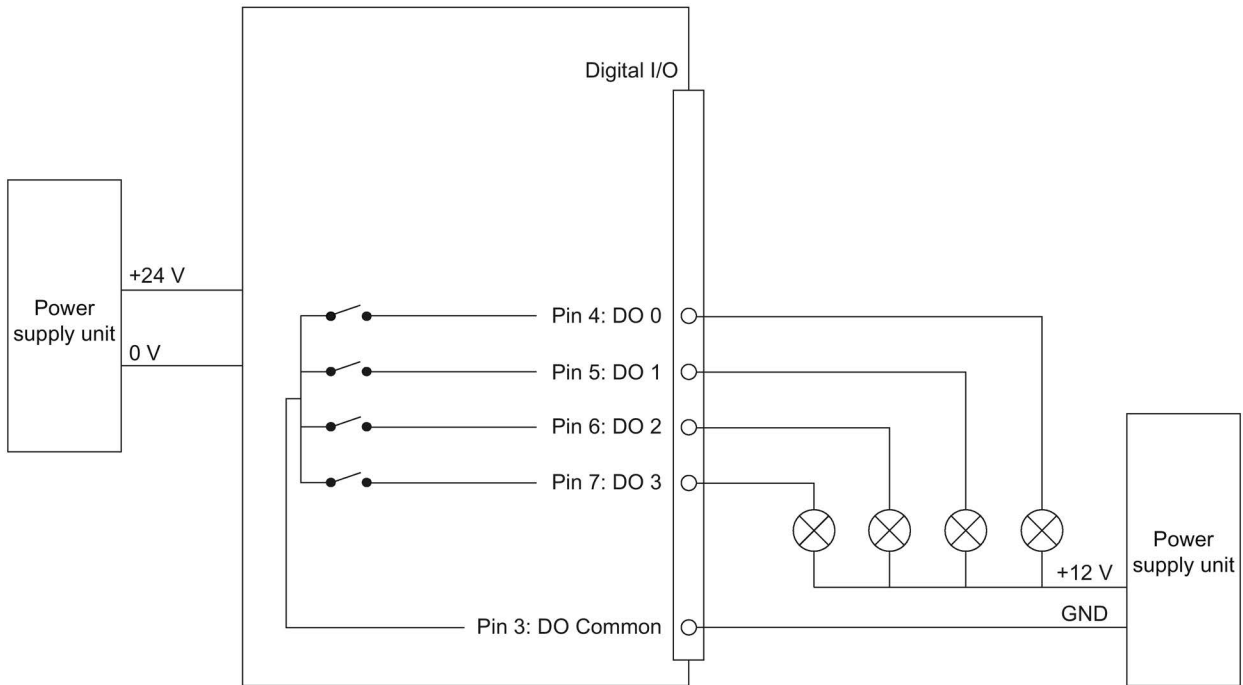 Digital I/O
+24 V
Power
supply unit
0 V
Pin 4: DO 0
Pin 5: DO 1
Pin 6: DO 2
Pin 7: DO 3
Power
supply unit
+12 V
GND
Pin 3: DO Common